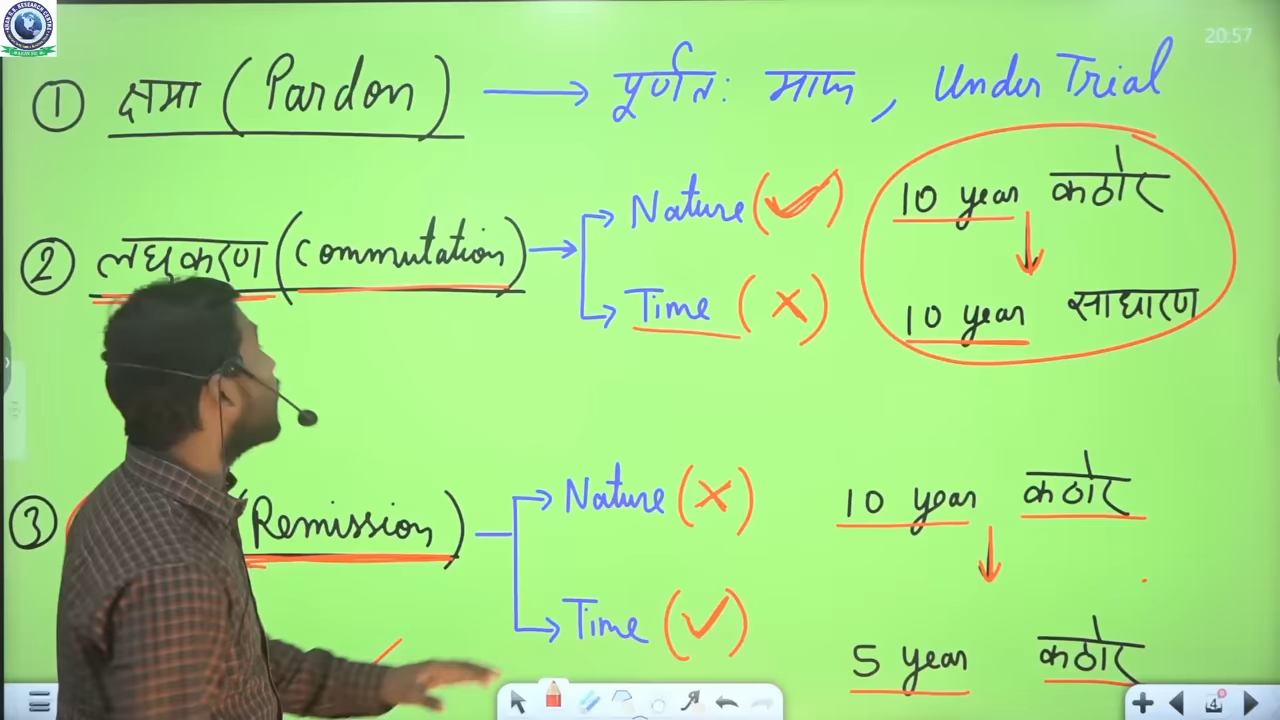 20:57
① क्षमा (Pardon) → पूर्णत: माफ, Under Trial
② लघुकरण (Commutation) → Nature (✓)
Time (×)
10 year कठोर
↓
10 year साधारण
③ (Remission) Nature (×)
Time (✓)
10 year कठोर
↓
5 year कठोर
4